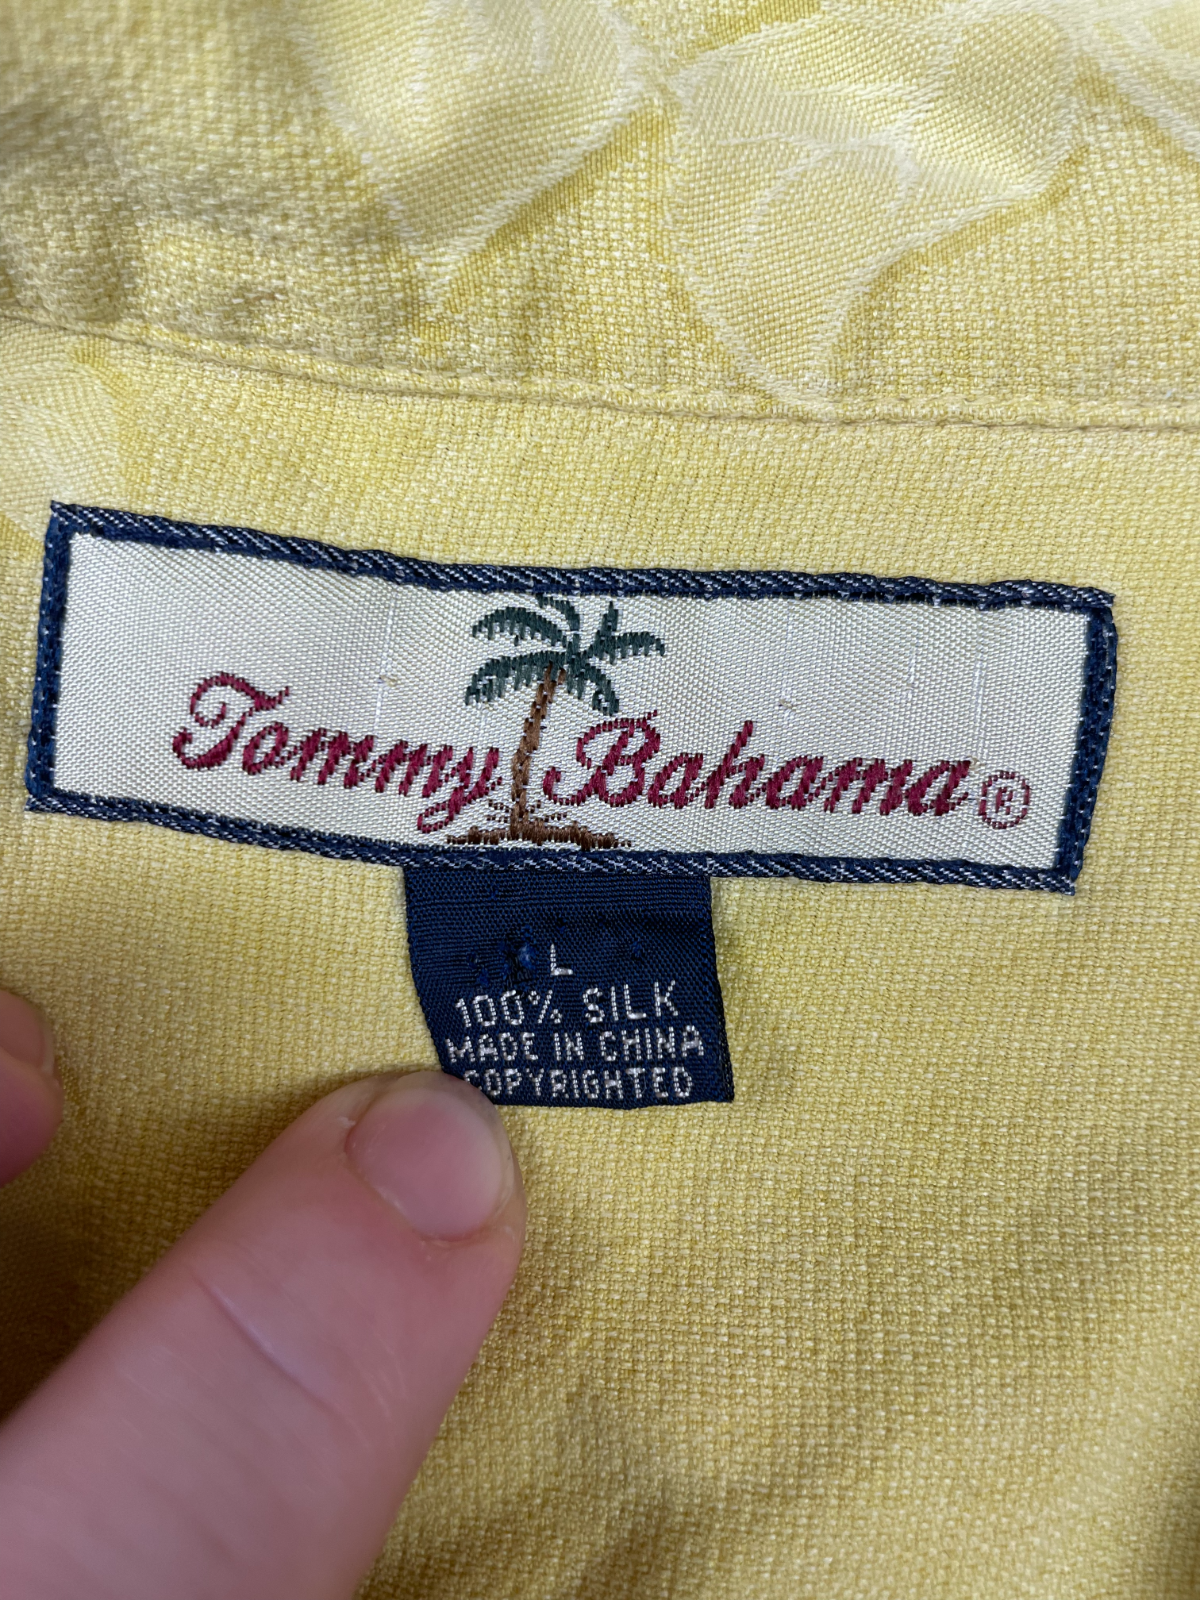 Tommy Bahama®
L
100% SILK
MADE IN CHINA
COPYRIGHTED